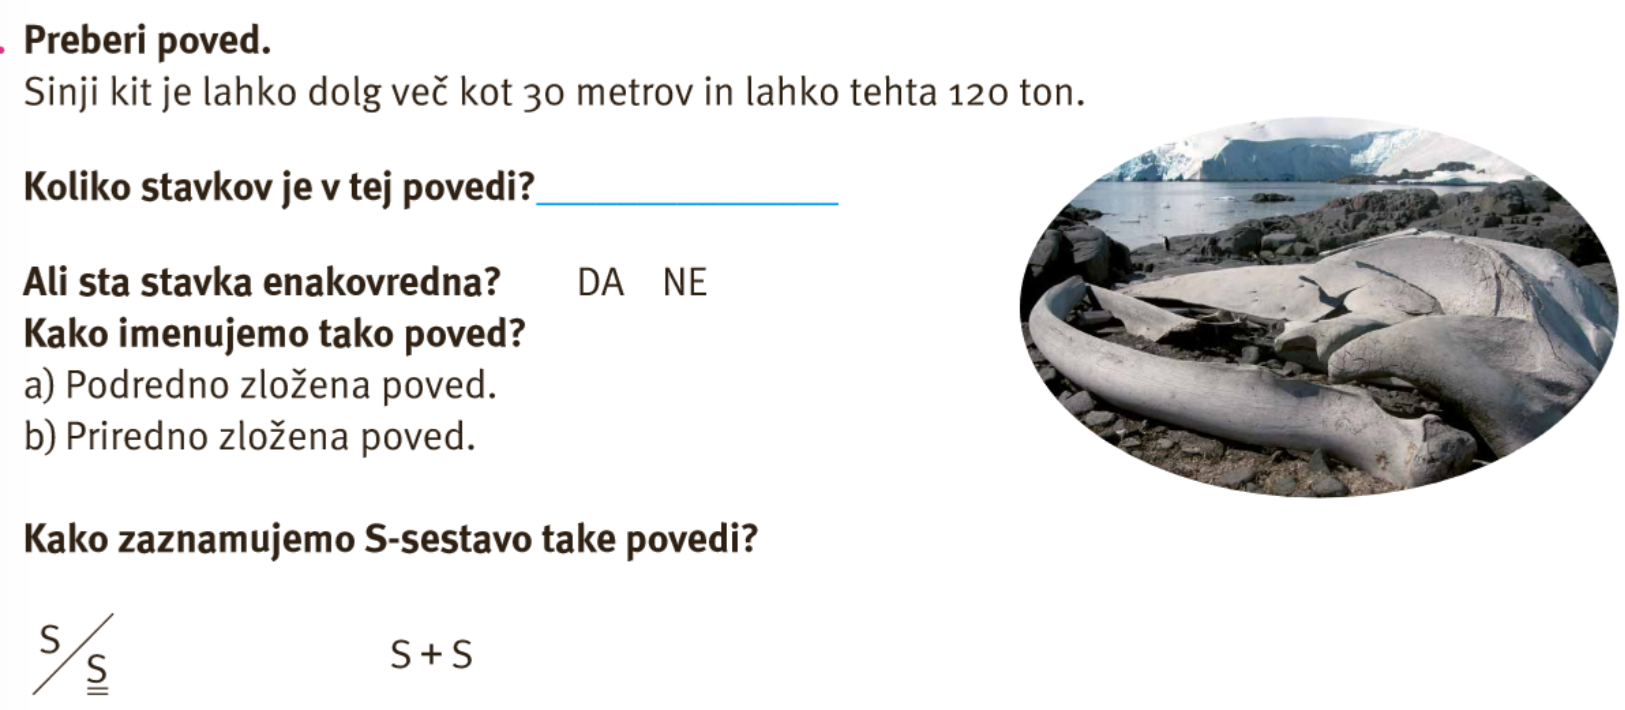 Preberi poved.
Sinji kit je lahko dolg več kot 30 metrov in lahko tehta 120 ton.
Koliko stavkov je v tej povedi?
Ali sta stavka enakovredna? DA NE
Kako imenujemo tako poved?
a) Podredno zložena poved.
b) Priredno zložena poved.
Kako zaznamujemo S-sestavo take povedi?
S / S S + S